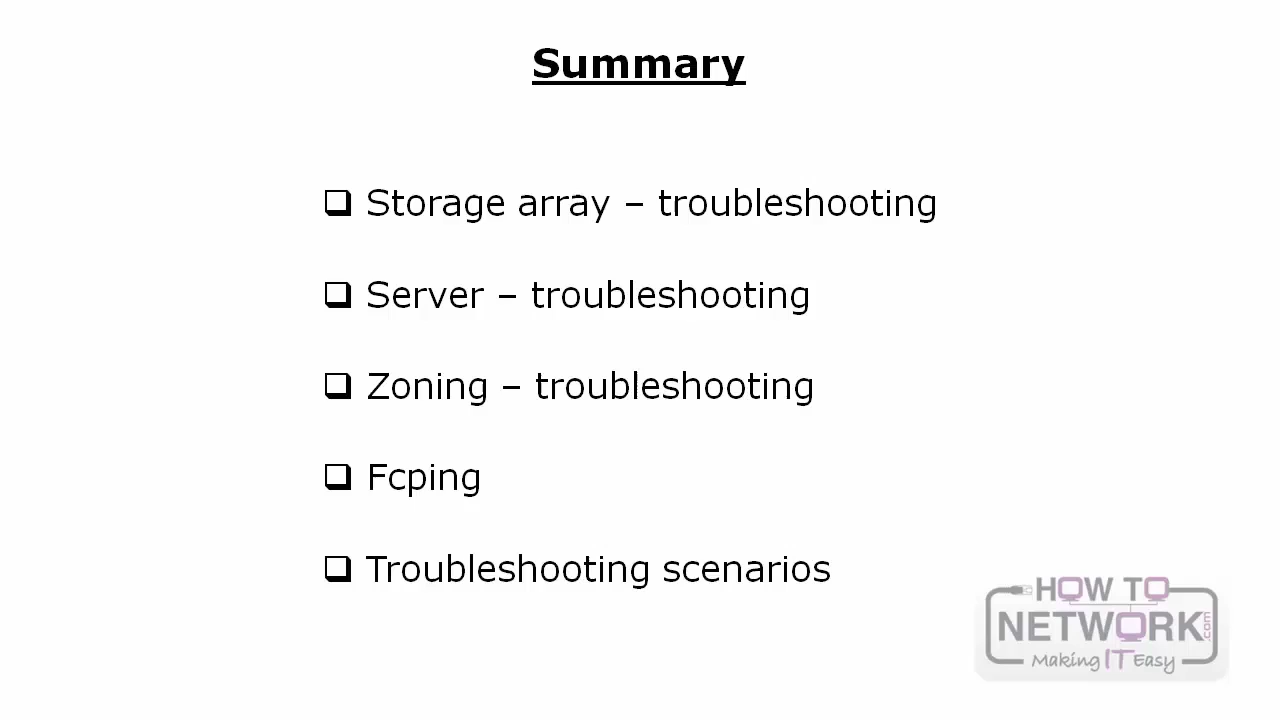 Summary
Storage array – troubleshooting
Server – troubleshooting
Zoning – troubleshooting
Fcping
Troubleshooting scenarios
HOW TO
NETWORK.com
Making IT Easy